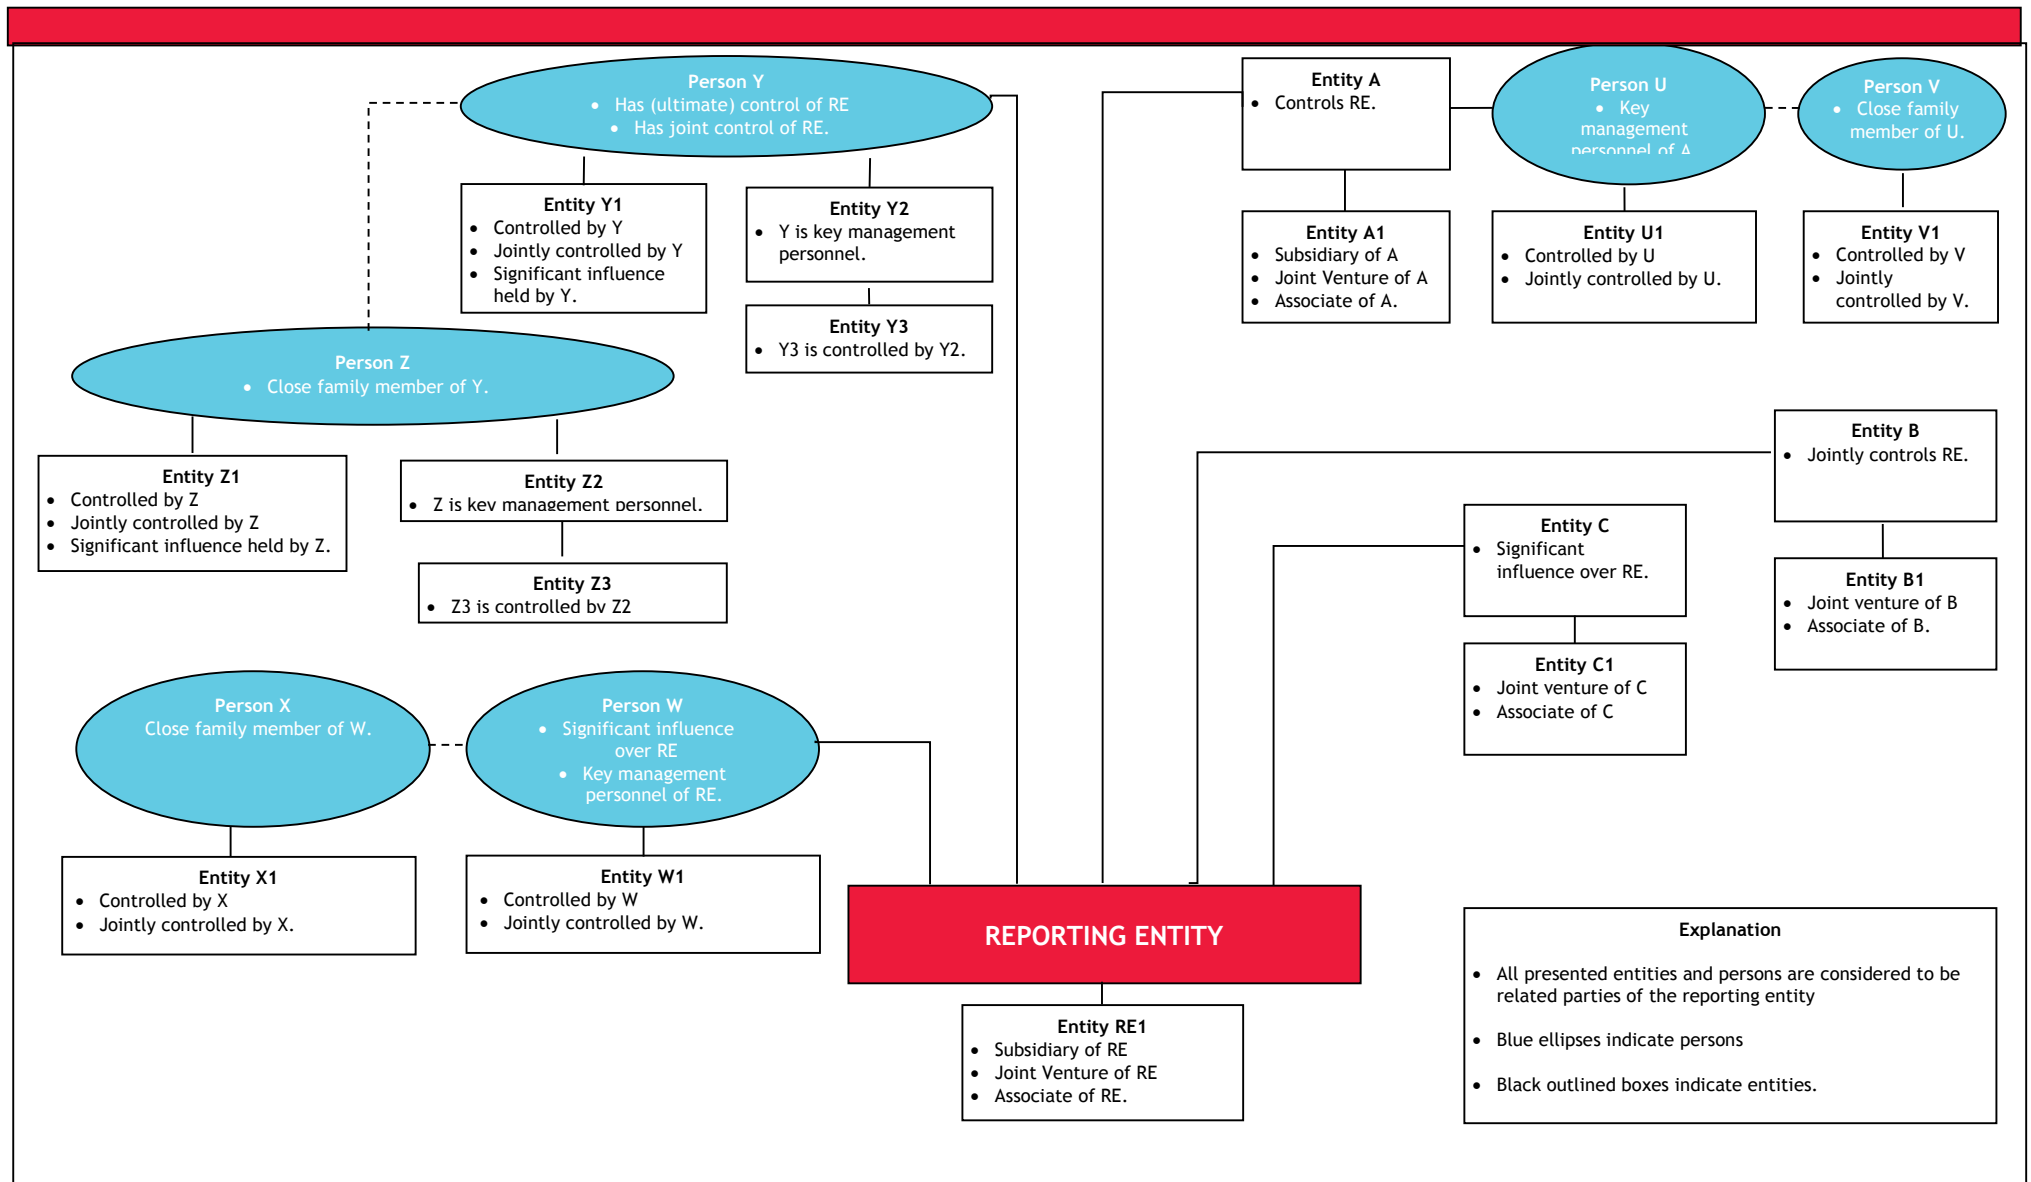 Person Y
• Has (ultimate) control of RE
• Has joint control of RE.
Entity A
• Controls RE.
Person U
• Key
management
personnel of A
Person V
• Close family
member of U.
Entity Y1
• Controlled by Y
• Jointly controlled by Y
• Significant influence
held by Y.
Entity Y2
• Y is key management
personnel.
Entity Y3
• Y3 is controlled by Y2.
Entity A1
• Subsidiary of A
• Joint Venture of A
• Associate of A.
Entity U1
• Controlled by U
• Jointly controlled by U.
Entity V1
• Controlled by V
• Jointly
controlled by V.
Person Z
• Close family member of Y.
Entity Z1
• Controlled by Z
• Jointly controlled by Z
• Significant influence held by Z.
Entity Z2
• Z is key management personnel.
Entity Z3
• Z3 is controlled by Z2
Entity B
• Jointly controls RE.
Entity B1
• Joint venture of B
• Associate of B.
Entity C
• Significant
influence over RE.
Entity C1
• Joint venture of C
• Associate of C
Person X
Close family member of W.
Person W
• Significant influence
over RE
• Key management
personnel of RE.
Entity X1
• Controlled by X
• Jointly controlled by X.
Entity W1
• Controlled by W
• Jointly controlled by W.
REPORTING ENTITY
Entity RE1
• Subsidiary of RE
• Joint Venture of RE
• Associate of RE.
Explanation
• All presented entities and persons are considered to be
related parties of the reporting entity
• Blue ellipses indicate persons
• Black outlined boxes indicate entities.